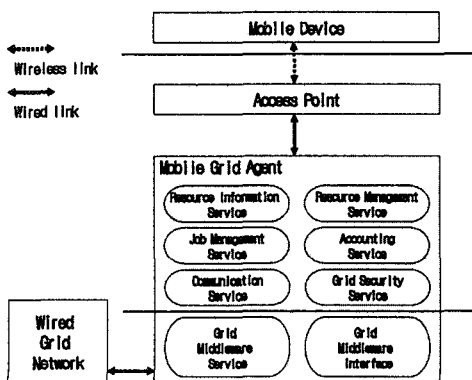 Mobile Device
Wireless link
Wired link
Access Point
Mobile Grid Agent
Resource Information
Service
Resource Management
Service
Job Management
Service
Accounting
Service
Communication
Service
Grid Security
Service
Wired
Grid
Network
Grid
Middleware
Service
Grid
Middleware
Interface